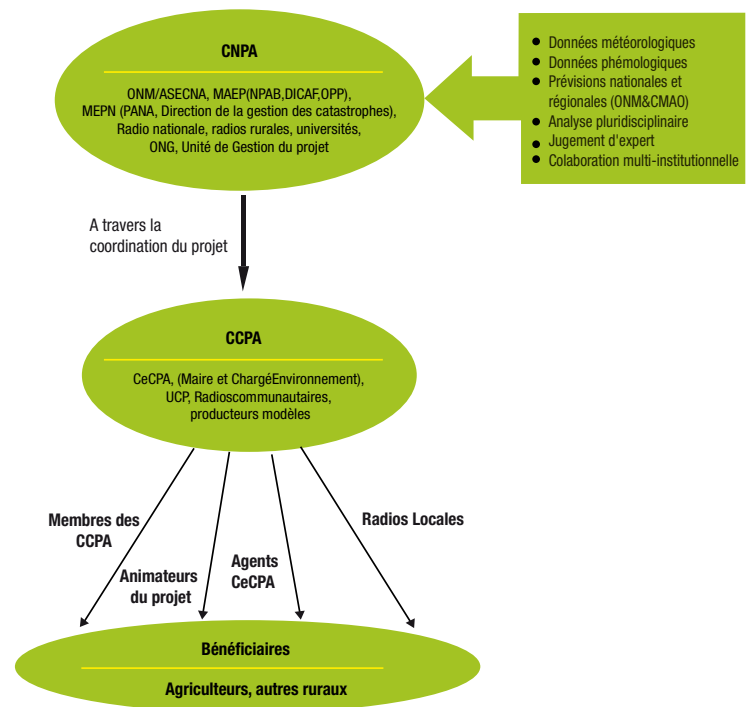 CNPA
ONM/ASECNA, MAEP(NPAB,DICAF,OPP),
MEPN (PANA, Direction de la gestion des catastrophes),
Radio nationale, radios rurales, universités,
ONG, Unité de Gestion du projet
● Données météorologiques
● Données phémologiques
● Prévisions nationales et
régionales (ONM&CMAO)
● Analyse pluridisciplinaire
● Jugement d'expert
● Colaboration multi-institutionnelle
A travers la
coordination du projet
CCPA
CeCPA, (Maire et ChargéEnvironnement),
UCP, Radioscommunautaires,
producteurs modèles
Membres des
CCPA
Animateurs
du projet
Agents
CeCPA
Radios Locales
Bénéficiaires
Agriculteurs, autres ruraux